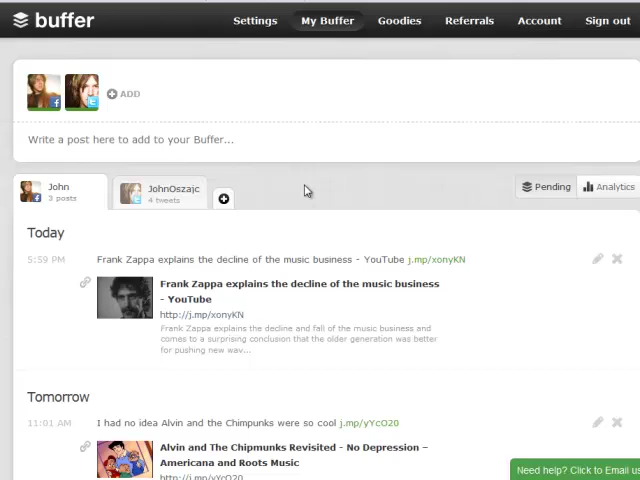 buffer
Settings My Buffer Goodies Referrals Account Sign out
ADD
Write a post here to add to your Buffer...
John
3 posts
JohnOszajc
4 tweets
Pending Analytics
Today
5:59 PM Frank Zappa explains the decline of the music business - YouTube j.mp/xonyKN
Frank Zappa explains the decline of the music business
- YouTube
http://j.mp/xonyKN
Frank Zappa explains the decline and fall of the music business and
comes to a surprising conclusion that the older generation was better
for pushing new wav...
Tomorrow
11:01 AM I had no idea Alvin and the Chimpunks were so cool j.mp/yYcO20
Alvin and The Chipmunks Revisited - No Depression –
Americana and Roots Music
http://j.mp/yYcO20
Need help? Click to Email us